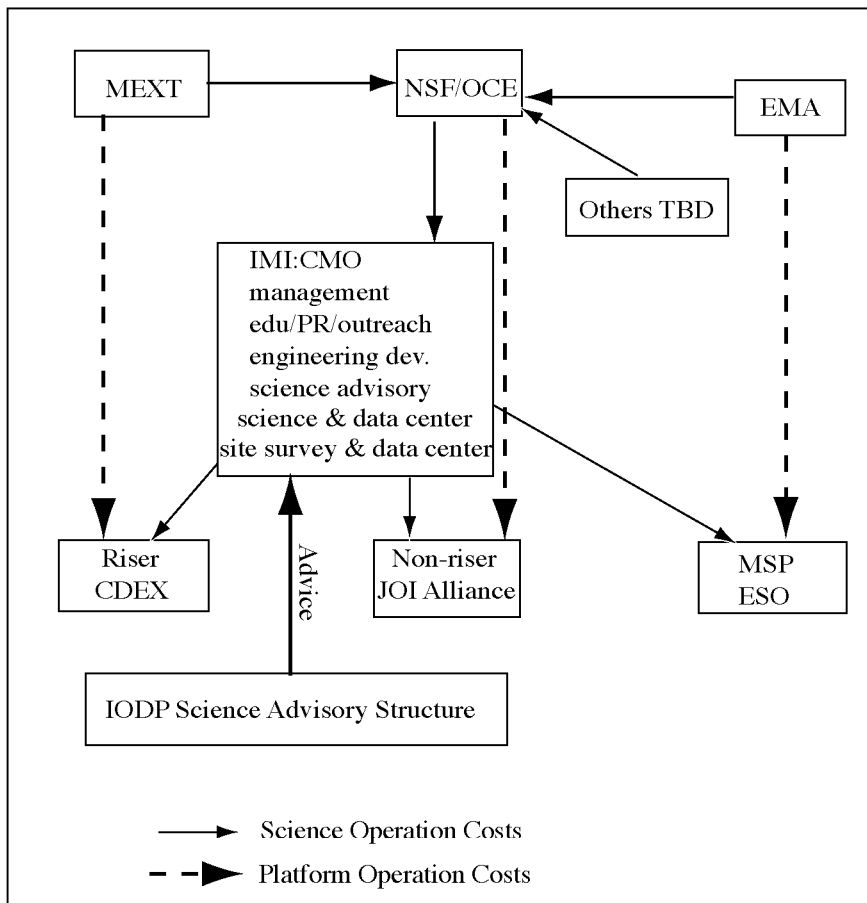 MEXT
NSF/OCE
EMA
Others TBD
IMI:CMO
management
edu/PR/outreach
engineering dev.
science advisory
science & data center
site survey & data center
Riser
CDEX
Advice
Non-riser
JOI Alliance
MSP
ESO
IODP Science Advisory Structure
Science Operation Costs
Platform Operation Costs